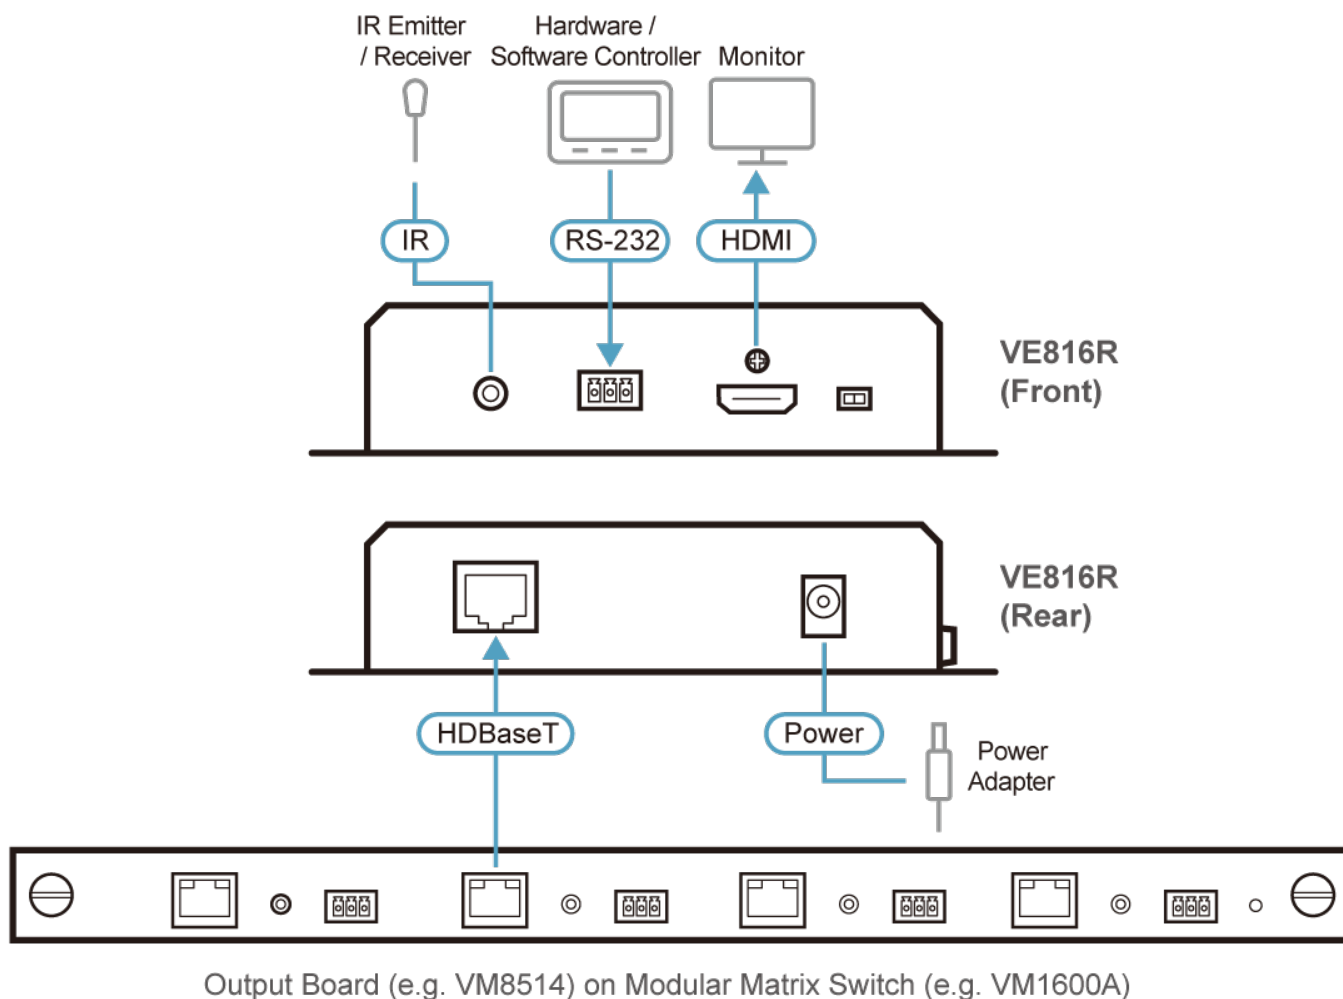 IR Emitter
/ Receiver
Hardware /
Software Controller
Monitor
IR
RS-232
HDMI
VE816R
(Front)
VE816R
(Rear)
HDBaseT
Power
Power
Adapter
Output Board (e.g. VM8514) on Modular Matrix Switch (e.g. VM1600A)